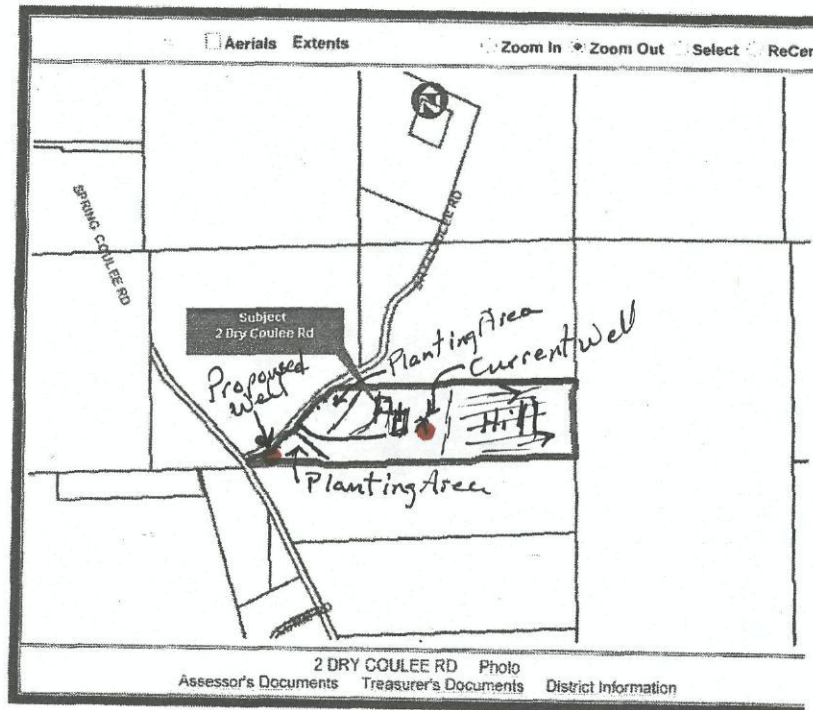 Aerials Extents Zoom In Zoom Out Select ReCen
SPRING COULEE RD
DRY COULEE RD
Subject
2 Dry Coulee Rd
Planting Area
Current Well
Proposed
Well
Hill
Planting Area
2 DRY COULEE RD Photo
Assessor's Documents Treasurer's Documents District Information